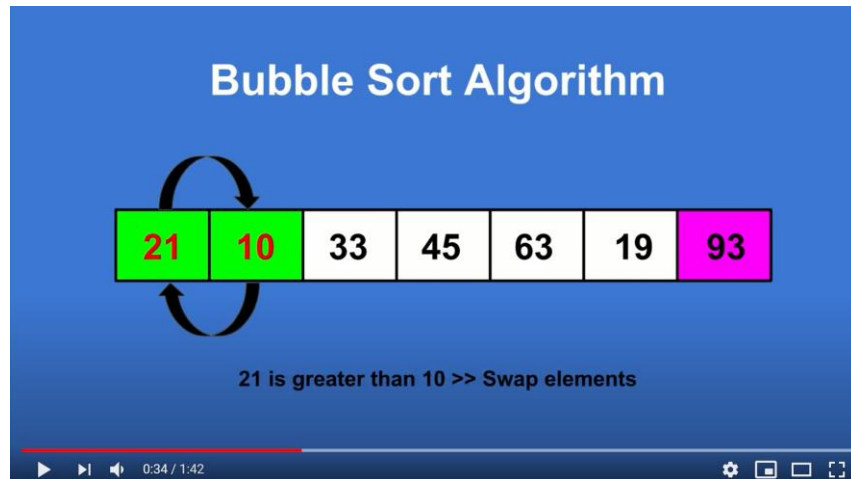 Bubble Sort Algorithm
21 10 33 45 63 19 93
21 is greater than 10 >> Swap elements
0:34 / 1:42